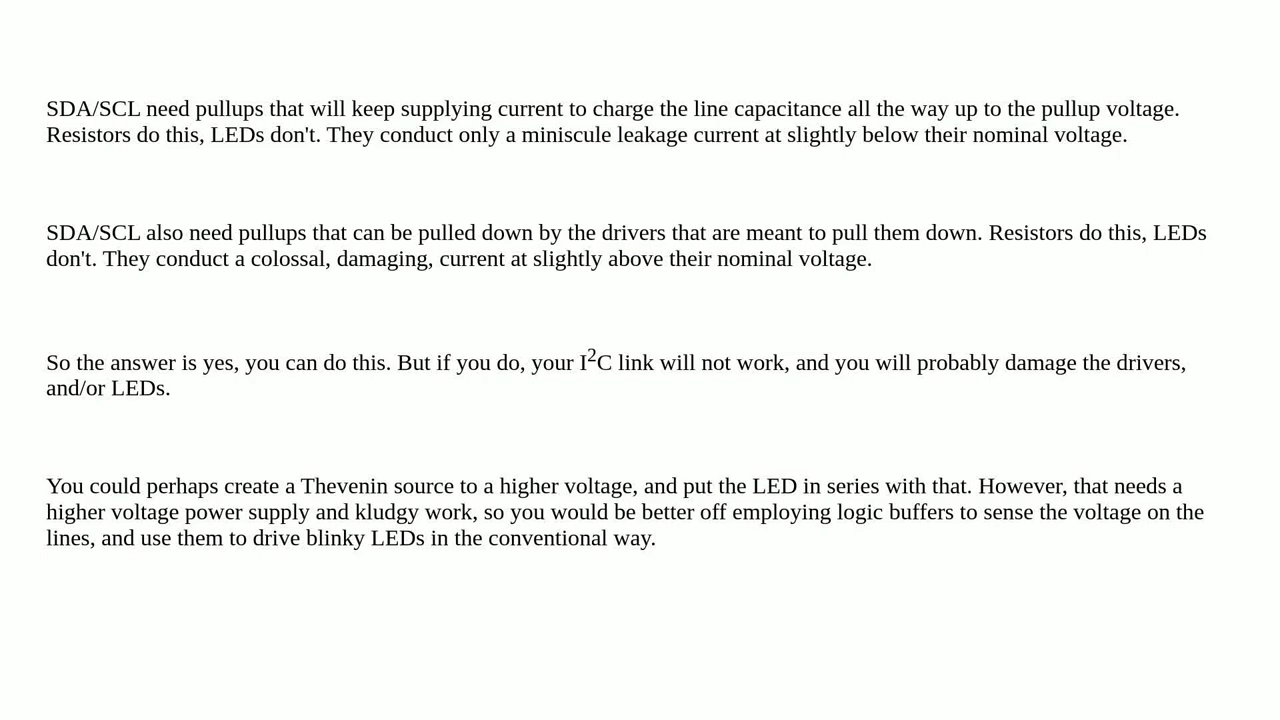 SDA/SCL need pullups that will keep supplying current to charge the line capacitance all the way up to the pullup voltage.
Resistors do this, LEDs don't. They conduct only a miniscule leakage current at slightly below their nominal voltage.
SDA/SCL also need pullups that can be pulled down by the drivers that are meant to pull them down. Resistors do this, LEDs
don't. They conduct a colossal, damaging, current at slightly above their nominal voltage.
So the answer is yes, you can do this. But if you do, your I²C link will not work, and you will probably damage the drivers,
and/or LEDs.
You could perhaps create a Thevenin source to a higher voltage, and put the LED in series with that. However, that needs a
higher voltage power supply and kludgy work, so you would be better off employing logic buffers to sense the voltage on the
lines, and use them to drive blinky LEDs in the conventional way.